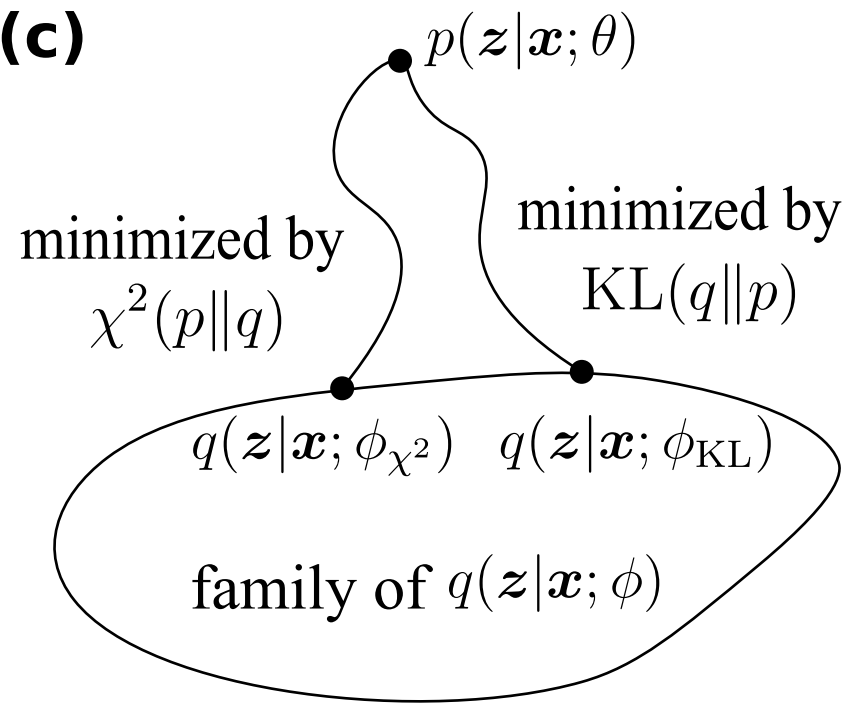 (c)
p(z|x; θ)
minimized by
χ²(p‖q)
minimized by
KL(q‖p)
q(z|x; ϕ_χ²)
q(z|x; ϕ_KL)
family of q(z|x; ϕ)